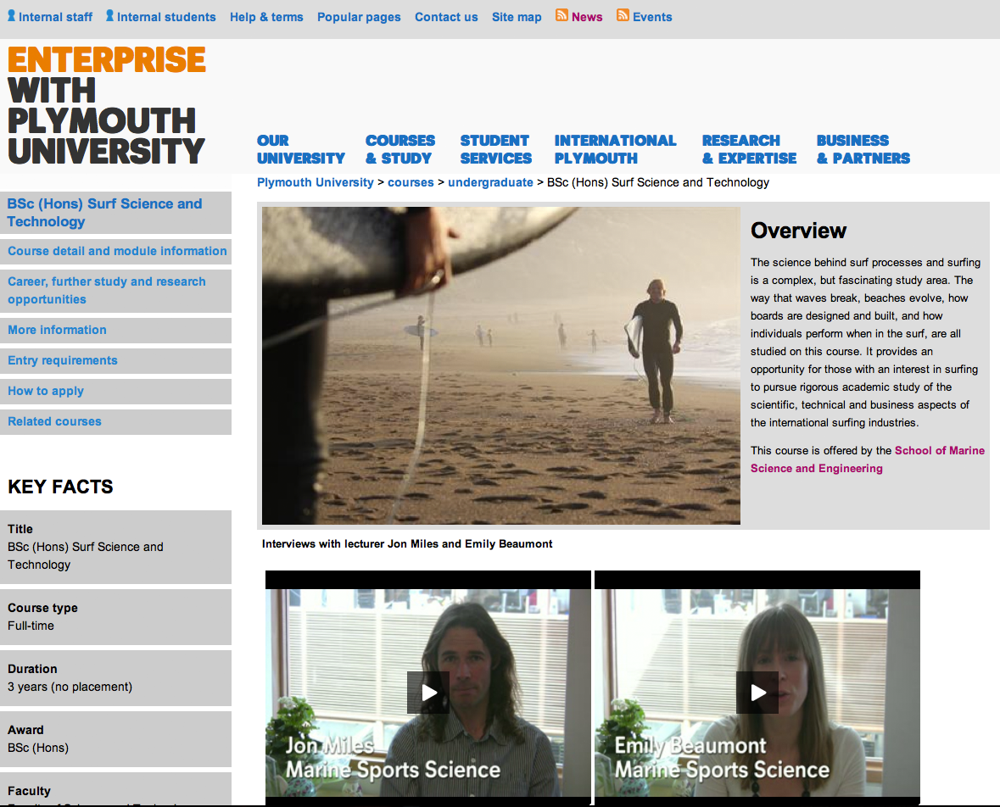 Internal staff Internal students Help & terms Popular pages Contact us Site map News Events
ENTERPRISE
WITH
PLYMOUTH
UNIVERSITY
OUR
UNIVERSITY
COURSES
& STUDY
STUDENT
SERVICES
INTERNATIONAL
PLYMOUTH
RESEARCH
& EXPERTISE
BUSINESS
& PARTNERS
Plymouth University > courses > undergraduate > BSc (Hons) Surf Science and Technology
BSc (Hons) Surf Science and
Technology
Course detail and module information
Career, further study and research
opportunities
More information
Entry requirements
How to apply
Related courses
KEY FACTS
Title
BSc (Hons) Surf Science and
Technology
Course type
Full-time
Duration
3 years (no placement)
Award
BSc (Hons)
Faculty
Overview
The science behind surf processes and surfing
is a complex, but fascinating study area. The
way that waves break, beaches evolve, how
boards are designed and built, and how
individuals perform when in the surf, are all
studied on this course. It provides an
opportunity for those with an interest in surfing
to pursue rigorous academic study of the
scientific, technical and business aspects of
the international surfing industries.
This course is offered by the School of Marine
Science and Engineering
Interviews with lecturer Jon Miles and Emily Beaumont
Jon Miles
Marine Sports Science
Emily Beaumont
Marine Sports Science